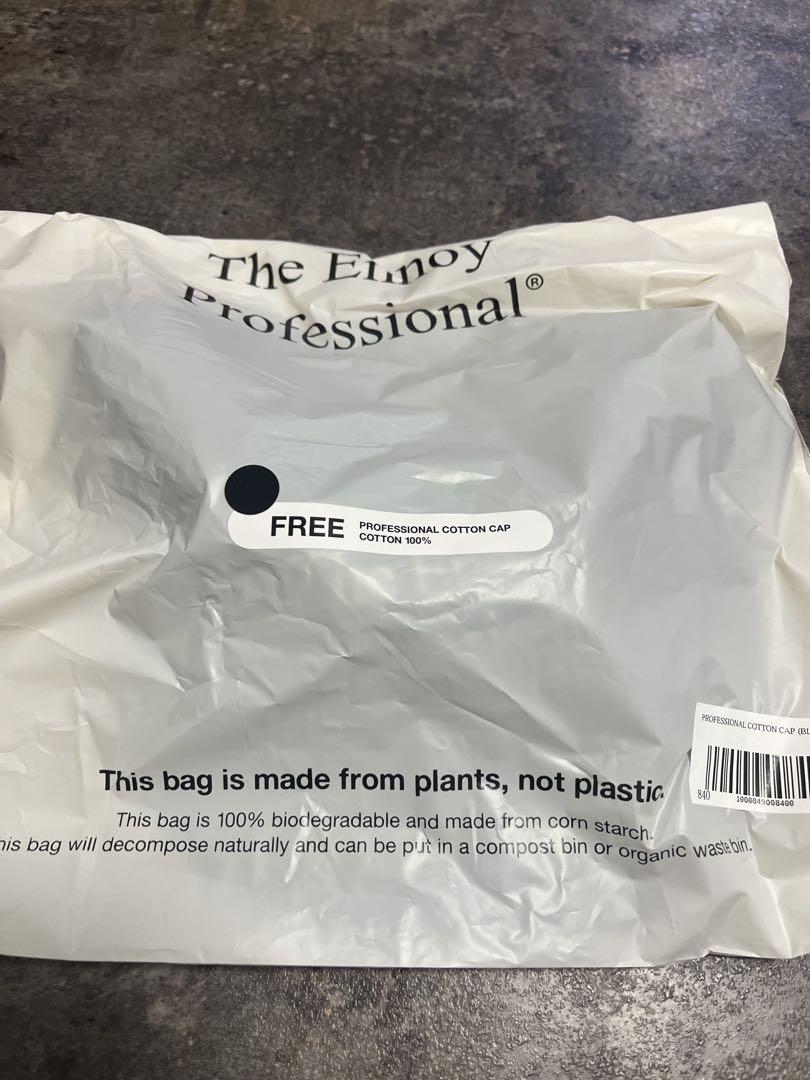 The Ennoy
Professional®
FREE PROFESSIONAL COTTON CAP
COTTON 100%
PROFESSIONAL COTTON CAP (BL
840 1000049008400
This bag is made from plants, not plastic.
This bag is 100% biodegradable and made from corn starch.
his bag will decompose naturally and can be put in a compost bin or organic waste bin.